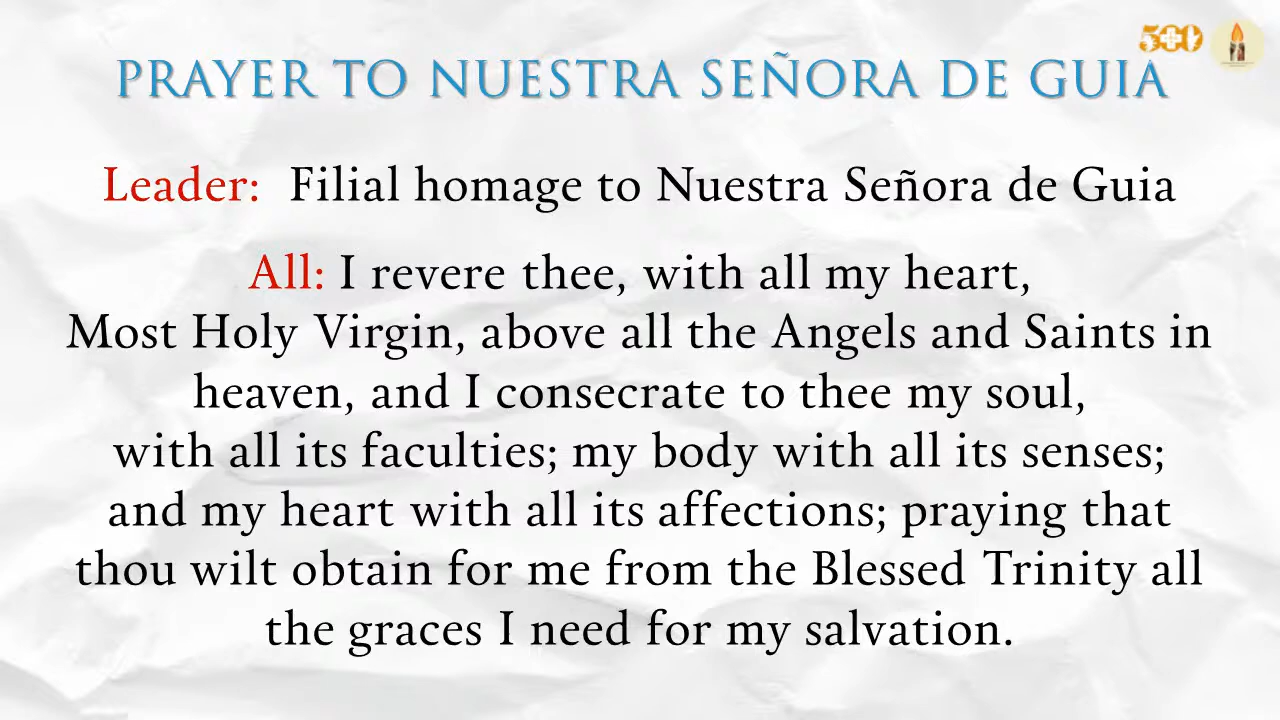 500
PRAYER TO NUESTRA SEÑORA DE GUIA
Leader: Filial homage to Nuestra Señora de Guia
All: I revere thee, with all my heart,
Most Holy Virgin, above all the Angels and Saints in
heaven, and I consecrate to thee my soul,
with all its faculties; my body with all its senses;
and my heart with all its affections; praying that
thou wilt obtain for me from the Blessed Trinity all
the graces I need for my salvation.